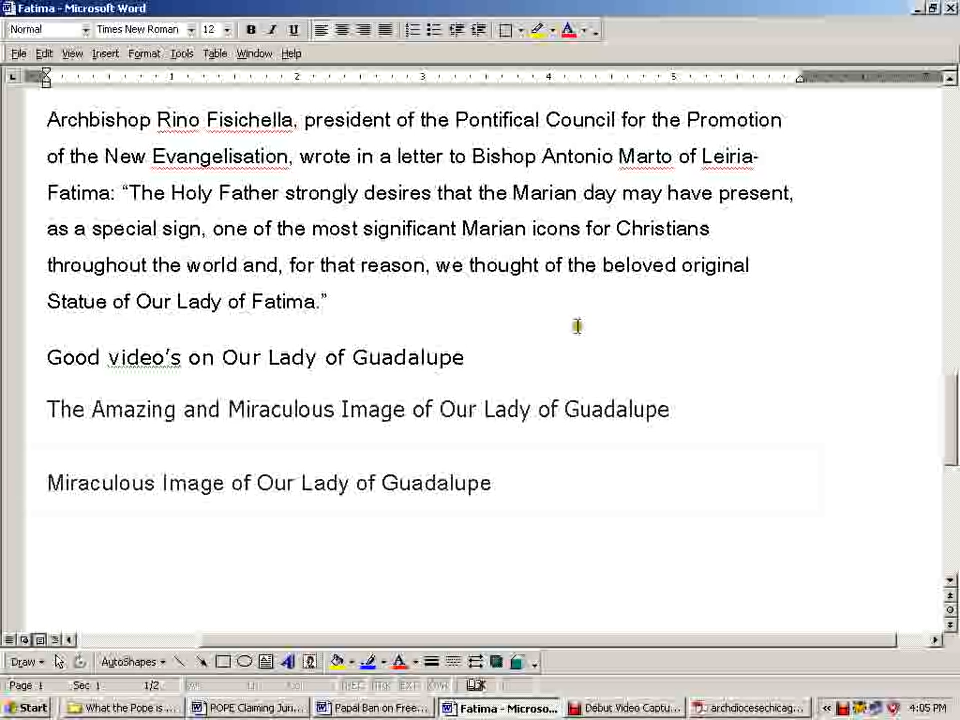 Fatima - Microsoft Word
Normal Times New Roman 12 B I U A
File Edit View Insert Format Tools Table Window Help
1 2 3 4 5
Archbishop Rino Fisichella, president of the Pontifical Council for the Promotion
of the New Evangelisation, wrote in a letter to Bishop Antonio Marto of Leiria-
Fatima: “The Holy Father strongly desires that the Marian day may have present,
as a special sign, one of the most significant Marian icons for Christians
throughout the world and, for that reason, we thought of the beloved original
Statue of Our Lady of Fatima.”
Good video’s on Our Lady of Guadalupe
The Amazing and Miraculous Image of Our Lady of Guadalupe
Miraculous Image of Our Lady of Guadalupe
Draw AutoShapes A
Page 1 Sec 1 1/2
Start What the Pope is ... POPE Claiming Jun... Papal Ban on Free... Fatima - Microso... Debut Video Captu... archdiocesechicag... « 4:05 PM